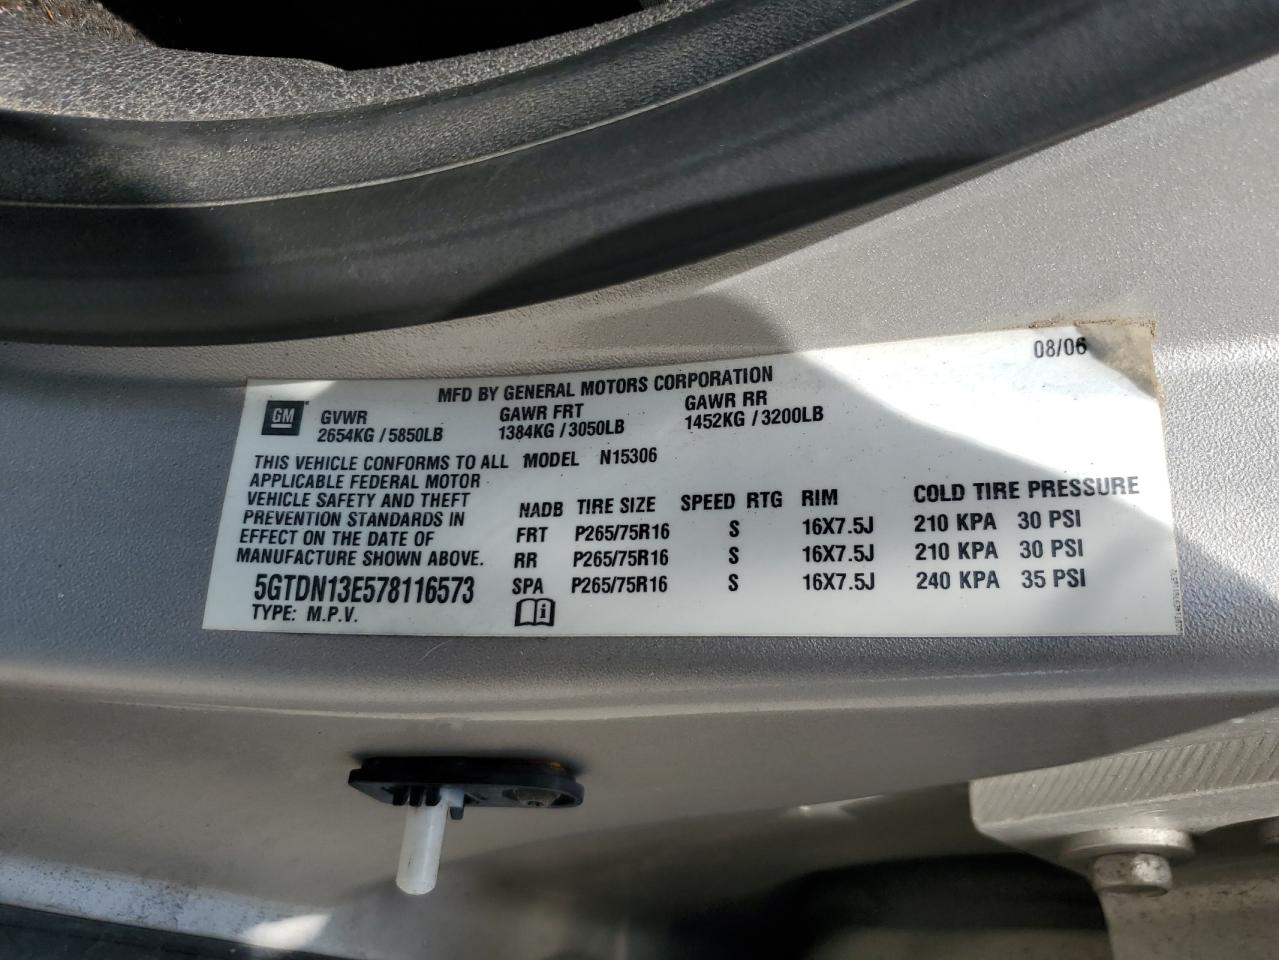 08/06
MFD BY GENERAL MOTORS CORPORATION
GM
GVWR GAWR FRT GAWR RR
2654KG / 5850LB 1384KG / 3050LB 1452KG / 3200LB
THIS VEHICLE CONFORMS TO ALL MODEL N15306
APPLICABLE FEDERAL MOTOR
VEHICLE SAFETY AND THEFT
PREVENTION STANDARDS IN
EFFECT ON THE DATE OF
MANUFACTURE SHOWN ABOVE.
5GTDN13E578116573
TYPE: M.P.V.
NADB TIRE SIZE SPEED RTG RIM COLD TIRE PRESSURE
FRT P265/75R16 S 16X7.5J 210 KPA 30 PSI
RR P265/75R16 S 16X7.5J 210 KPA 30 PSI
SPA P265/75R16 S 16X7.5J 240 KPA 35 PSI